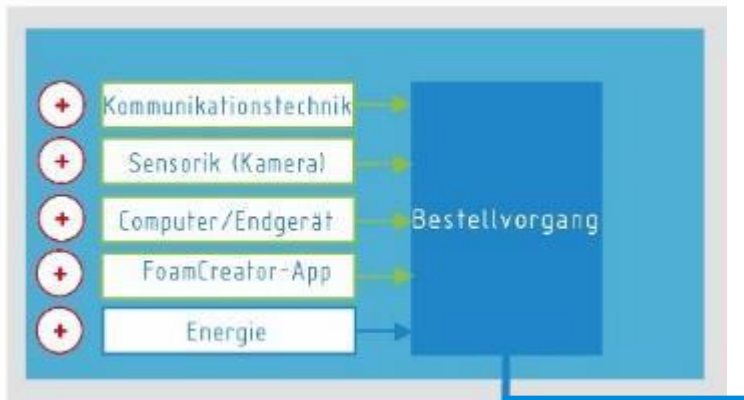 + Kommunikationstechnik
+ Sensorik (Kamera)
+ Computer/Endgerät
+ FoamCreator-App
+ Energie
Bestellvorgang